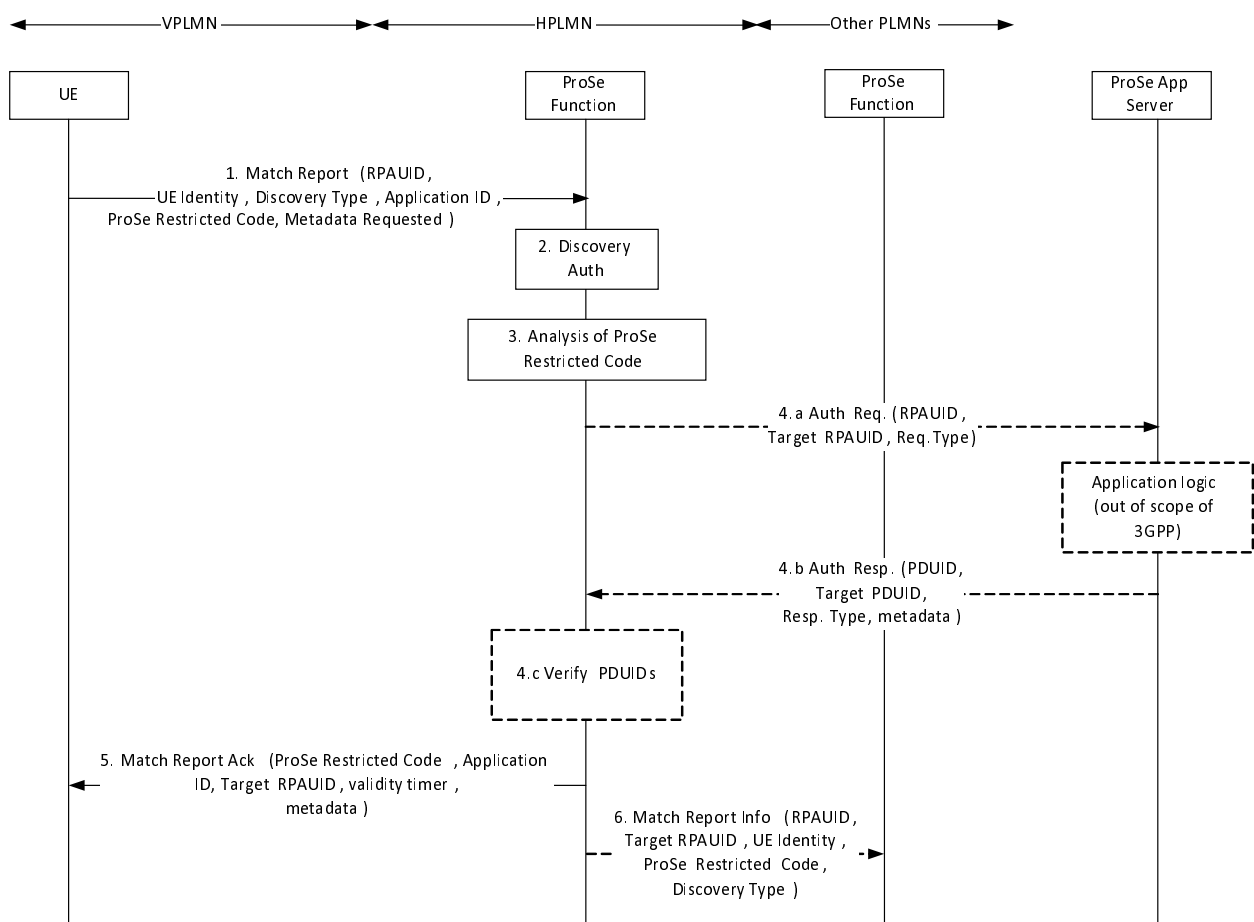 VPLMN
HPLMN
Other PLMNs
UE
ProSe
Function
ProSe
Function
ProSe App
Server
1. Match Report (RPAUID,
UE Identity, Discovery Type, Application ID,
ProSe Restricted Code, Metadata Requested)
2. Discovery
Auth
3. Analysis of ProSe
Restricted Code
4.a Auth Req. (RPAUID,
Target RPAUID, Req.Type)
Application logic
(out of scope of
3GPP)
4.b Auth Resp. (PDUID,
Target PDUID,
Resp. Type, metadata)
4.c Verify PDUIDs
5. Match Report Ack (ProSe Restricted Code, Application
ID, Target RPAUID, validity timer,
metadata)
6. Match Report Info (RPAUID,
Target RPAUID, UE Identity,
ProSe Restricted Code,
Discovery Type)